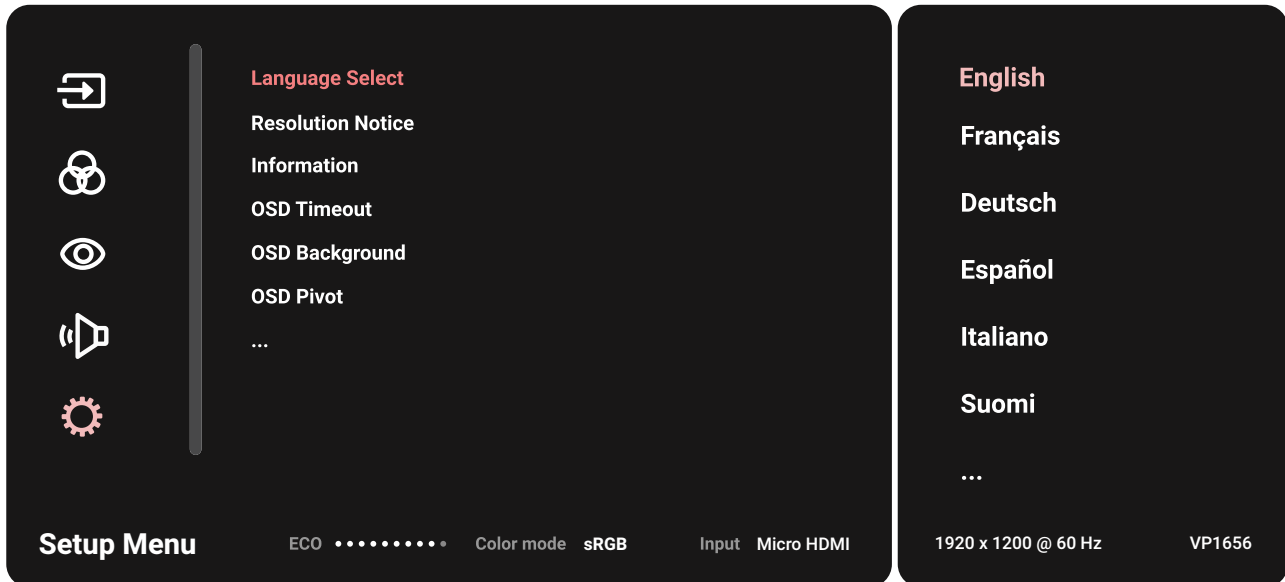 Language Select
Resolution Notice
Information
OSD Timeout
OSD Background
OSD Pivot
...
English
Français
Deutsch
Español
Italiano
Suomi
...
Setup Menu ECO Color mode sRGB Input Micro HDMI 1920 x 1200 @ 60 Hz VP1656